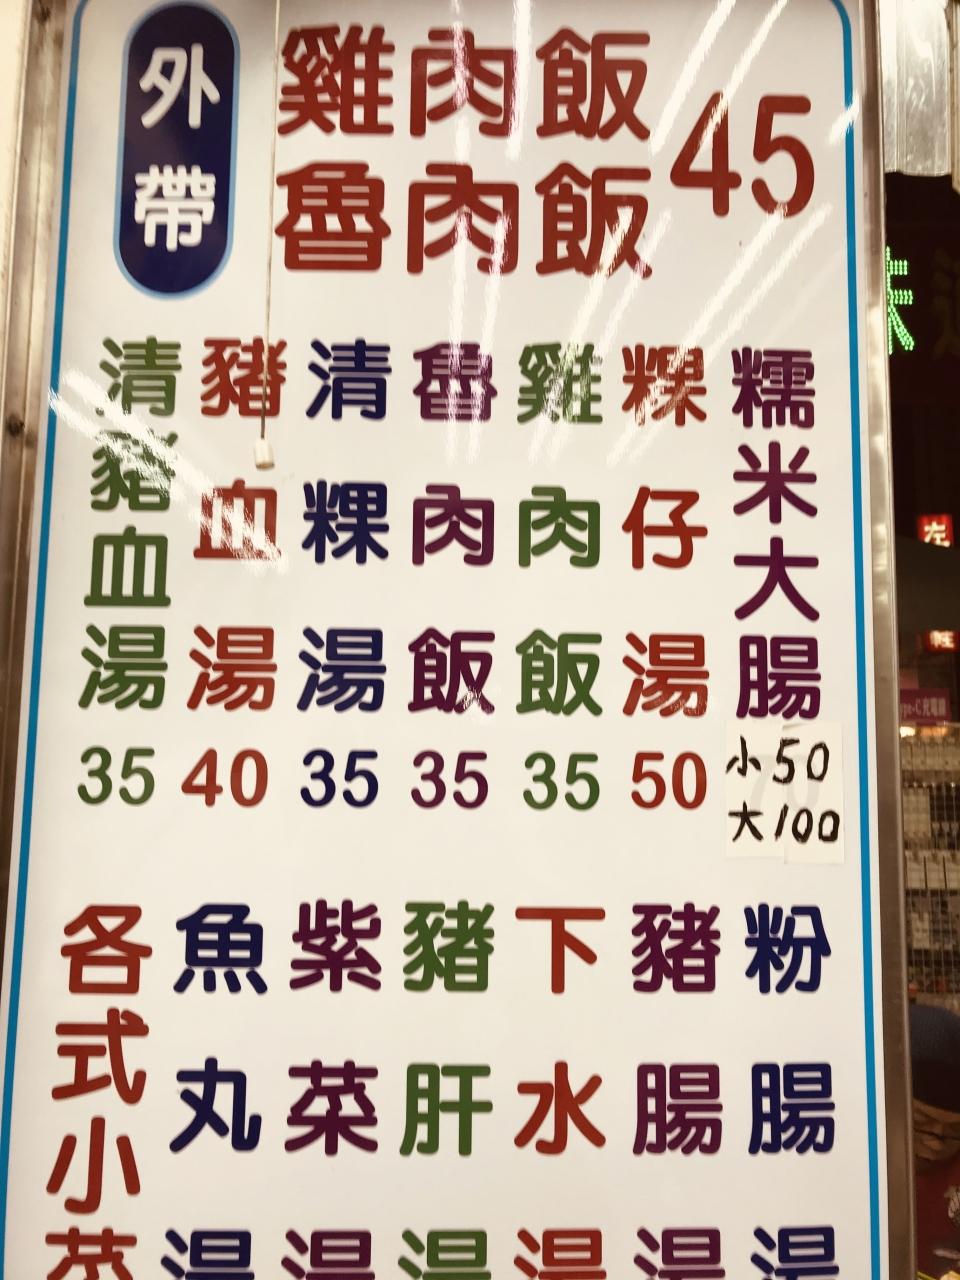 外帶
雞肉飯
魯肉飯
45
糯米大腸
小50
大100
粿仔湯 50
雞肉飯 35
魯肉飯 35
清粿湯 35
豬血湯 40
清豬血湯 35
粉腸湯
豬腸湯
下水湯
豬肝湯
紫菜湯
魚丸湯
各式小菜
左